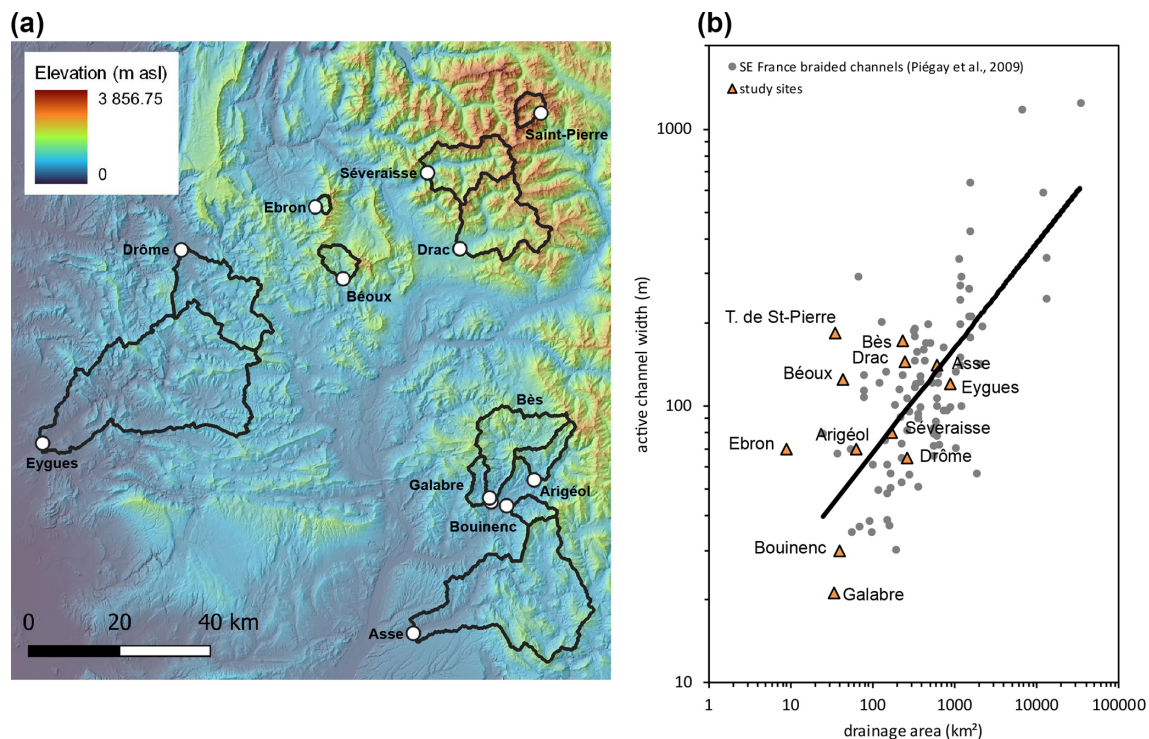 (a)
Elevation (m asl)
3 856.75
0
Saint-Pierre
Séveraisse
Ebron
Drôme
Drac
Béoux
Bès
Eygues
Galabre
Arigéol
Bouinenc
0 20 40 km
Asse
(b)
SE France braided channels (Piégay et al., 2009)
study sites
1000
T. de St-Pierre
Bès
Drac
Asse
Béoux
Eygues
100
Arigéol
Séveraisse
Ebron
Drôme
Bouinenc
Galabre
10
1 10 100 1000 10000 100000
active channel width (m)
drainage area (km²)